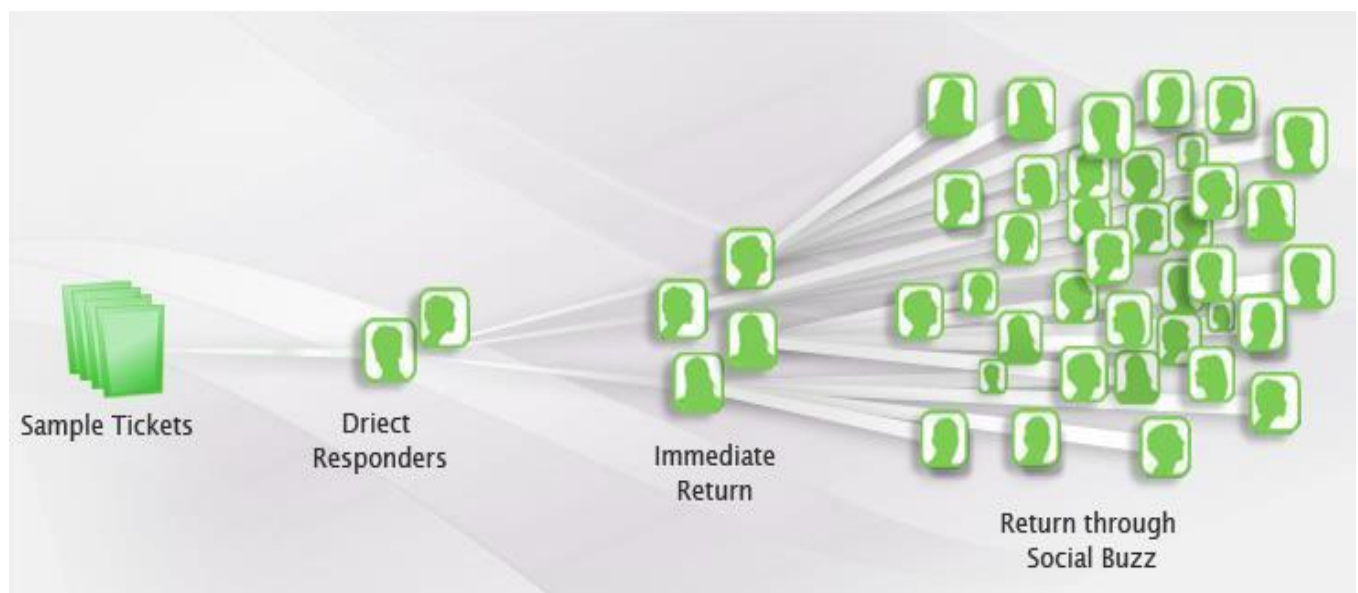 Sample Tickets
Driect
Responders
Immediate
Return
Return through
Social Buzz